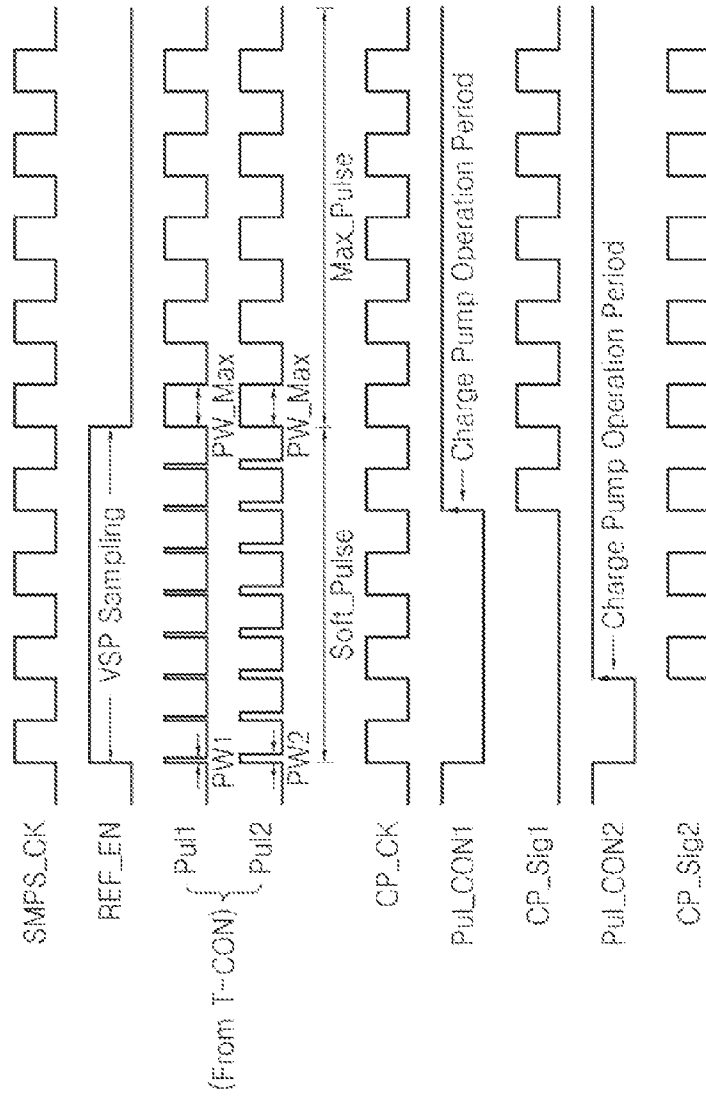 SMPS_CK
REF_EN
VSP Sampling
(From T-CON)
Pul1
PW1
PW_Max
Pul2
PW2
PW_Max
Soft_Pulse
Max_Pulse
CP_CK
Pul_CON1
Charge Pump Operation Period
CP_Sig1
Pul_CON2
Charge Pump Operation Period
CP_Sig2